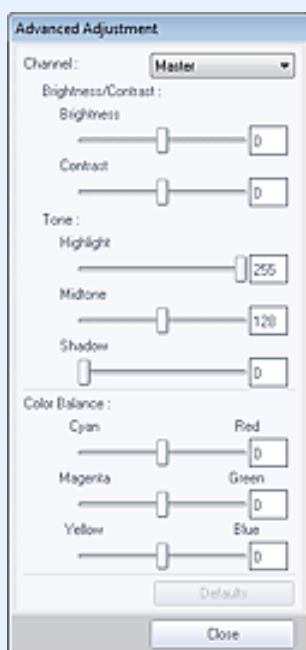 Advanced Adjustment
Channel : Master
Brightness/Contrast :
Brightness
0
Contrast
0
Tone :
Highlight
255
Midtone
128
Shadow
0
Color Balance :
Cyan Red
0
Magenta Green
0
Yellow Blue
0
Defaults
Close